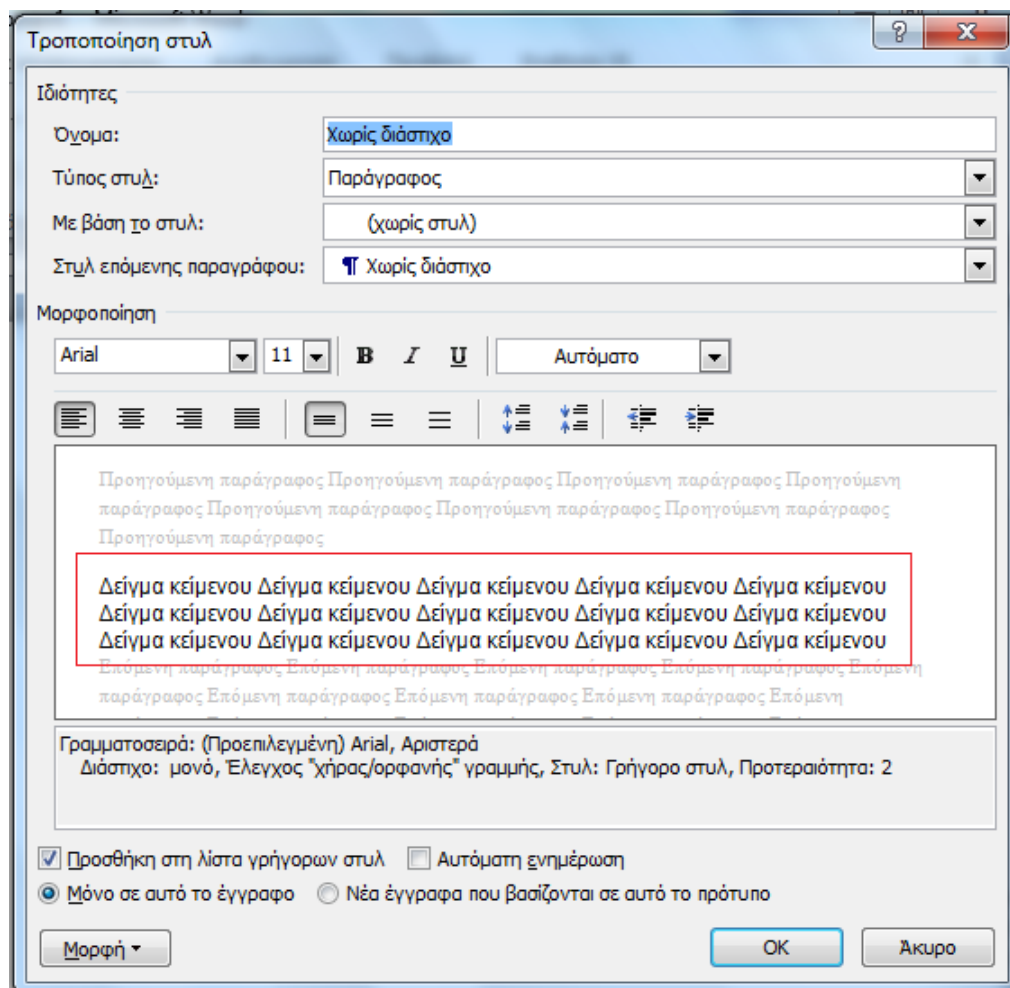 Microsoft Word
Τροποποίηση στυλ
Ιδιότητες
Όνομα: Χωρίς διάστιχο
Τύπος στυλ: Παράγραφος
Με βάση το στυλ: (χωρίς στυλ)
Στυλ επόμενης παραγράφου: ¶ Χωρίς διάστιχο
Μορφοποίηση
Arial 11 B I U Αυτόματο
Προηγούμενη παράγραφος Προηγούμενη παράγραφος Προηγούμενη παράγραφος Προηγούμενη
παράγραφος Προηγούμενη παράγραφος Προηγούμενη παράγραφος Προηγούμενη παράγραφος
Προηγούμενη παράγραφος
Δείγμα κείμενου Δείγμα κείμενου Δείγμα κείμενου Δείγμα κείμενου Δείγμα κείμενου
Δείγμα κείμενου Δείγμα κείμενου Δείγμα κείμενου Δείγμα κείμενου Δείγμα κείμενου
Δείγμα κείμενου Δείγμα κείμενου Δείγμα κείμενου Δείγμα κείμενου Δείγμα κείμενου
Επόμενη παράγραφος Επόμενη παράγραφος Επόμενη παράγραφος Επόμενη παράγραφος Επόμενη
παράγραφος Επόμενη παράγραφος Επόμενη παράγραφος Επόμενη παράγραφος Επόμενη
Γραμματοσειρά: (Προεπιλεγμένη) Arial, Αριστερά
Διάστιχο: μονό, Έλεγχος "χήρας/ορφανής" γραμμής, Στυλ: Γρήγορο στυλ, Προτεραιότητα: 2
Προσθήκη στη λίστα γρήγορων στυλ Αυτόματη ενημέρωση
Μόνο σε αυτό το έγγραφο Νέα έγγραφα που βασίζονται σε αυτό το πρότυπο
Μορφή OK Άκυρο